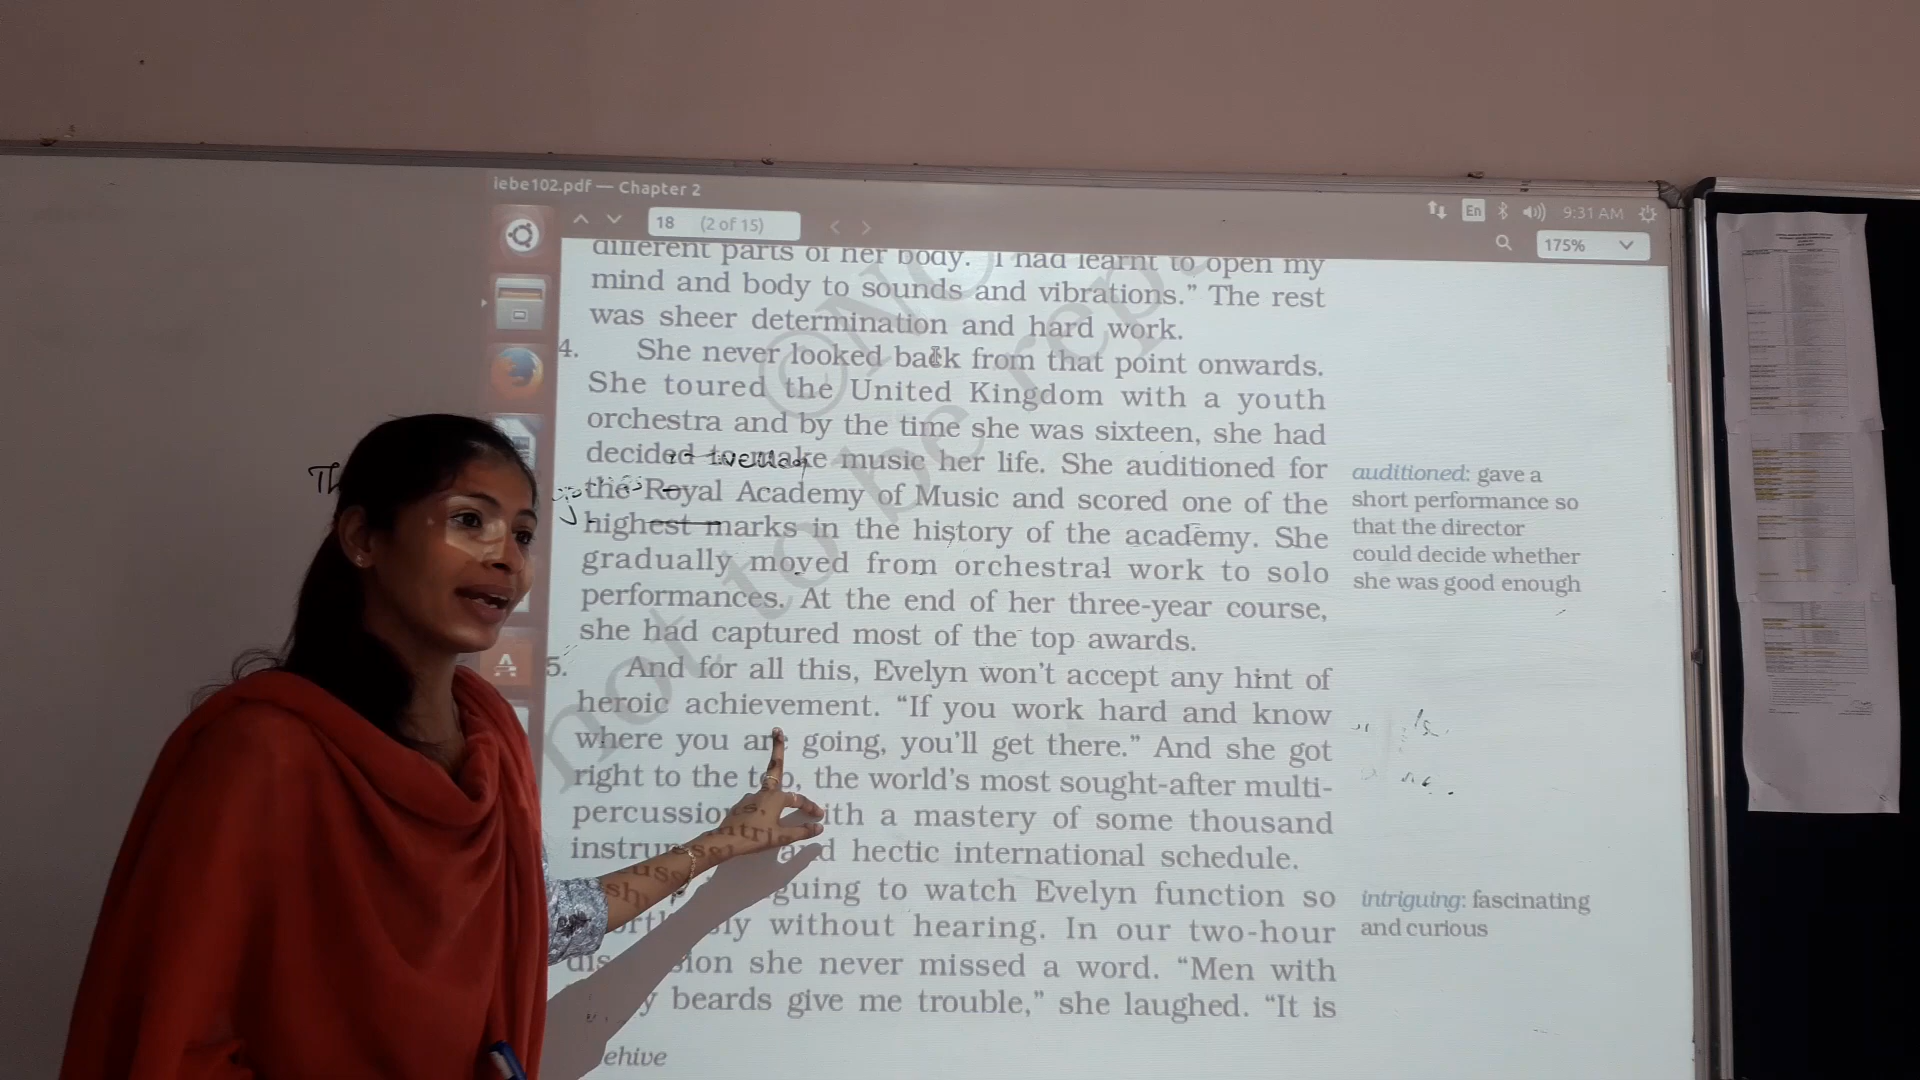 iebe102.pdf — Chapter 2
18 (2 of 15)
En 9:31 AM
175%
different parts of her body. "I had learnt to open my
mind and body to sounds and vibrations.” The rest
was sheer determination and hard work.
4. She never looked back from that point onwards.
She toured the United Kingdom with a youth
orchestra and by the time she was sixteen, she had
decided to make music her life. She auditioned for
the Royal Academy of Music and scored one of the
highest marks in the history of the academy. She
gradually moved from orchestral work to solo
performances. At the end of her three-year course,
she had captured most of the top awards.
auditioned: gave a
short performance so
that the director
could decide whether
she was good enough
5. And for all this, Evelyn won't accept any hint of
heroic achievement. “If you work hard and know
where you are going, you'll get there.” And she got
right to the top, the world's most sought-after multi-
with a mastery of some thousand
and hectic international schedule.
to watch Evelyn function so
without hearing. In our two-hour
she never missed a word. “Men with
beards give me trouble,” she laughed. “It is
intriguing: fascinating
and curious
ehive
Th
©NC
not to be rep